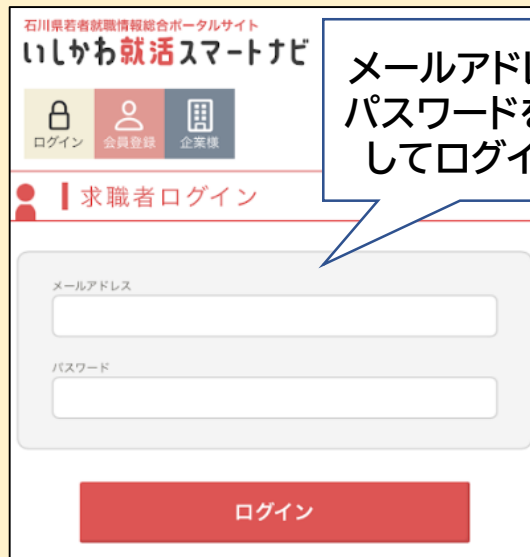 石川県若者就職情報総合ポータルサイト
いしかわ就活スマートナビ
ログイン
会員登録
企業様
メールアドレ
パスワードを
してログイ
求職者ログイン
メールアドレス
パスワード
ログイン